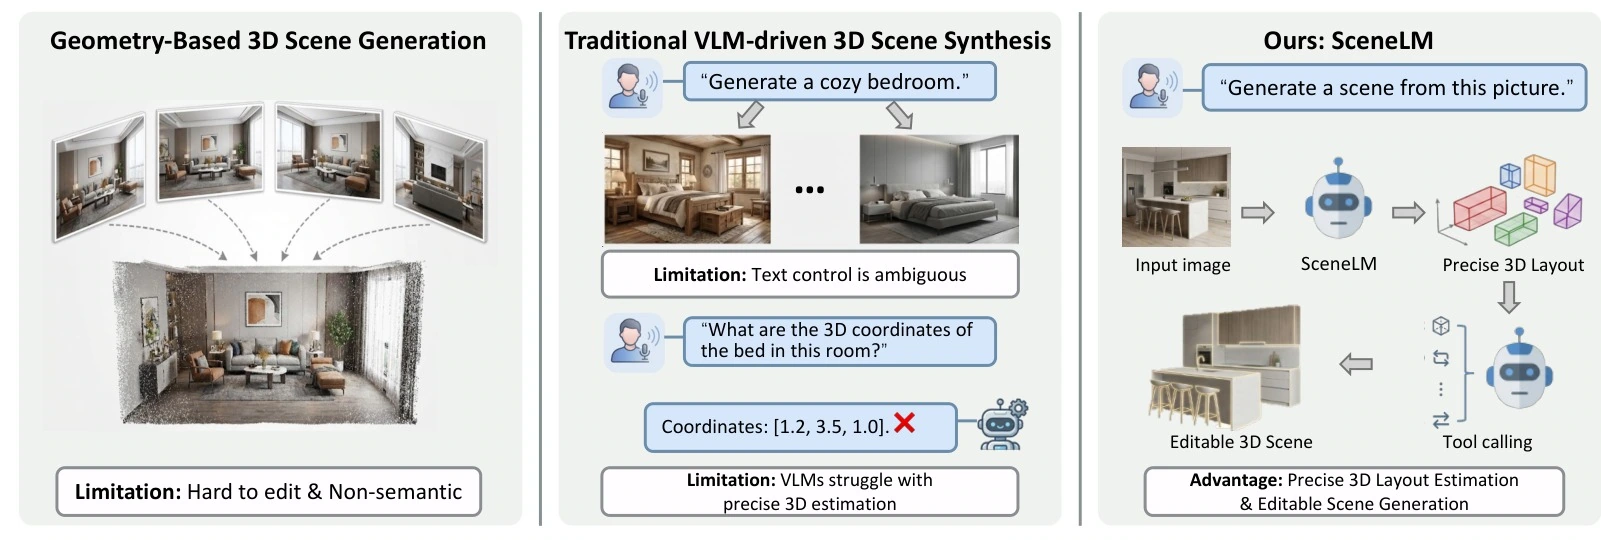 Geometry-Based 3D Scene Generation
Limitation: Hard to edit & Non-semantic
Traditional VLM-driven 3D Scene Synthesis
“Generate a cozy bedroom.”
...
Limitation: Text control is ambiguous
“What are the 3D coordinates of
the bed in this room?”
Coordinates: [1.2, 3.5, 1.0].
Limitation: VLMs struggle with
precise 3D estimation
Ours: SceneLM
“Generate a scene from this picture.”
Input image
SceneLM
Precise 3D Layout
Editable 3D Scene
Tool calling
Advantage: Precise 3D Layout Estimation
& Editable Scene Generation